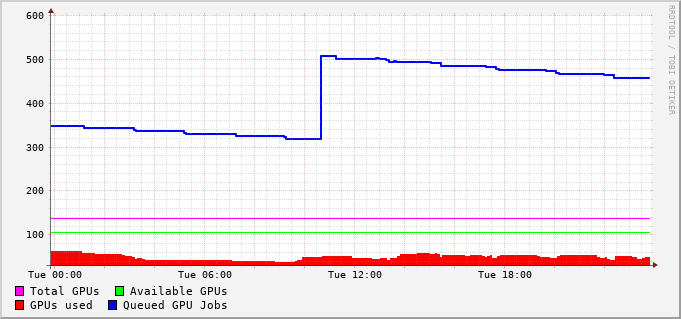 600
500
400
300
200
100
Tue 00:00 Tue 06:00 Tue 12:00 Tue 18:00
Total GPUs Available GPUs
GPUs used Queued GPU Jobs
RRDTOOL / TOBI OETIKER